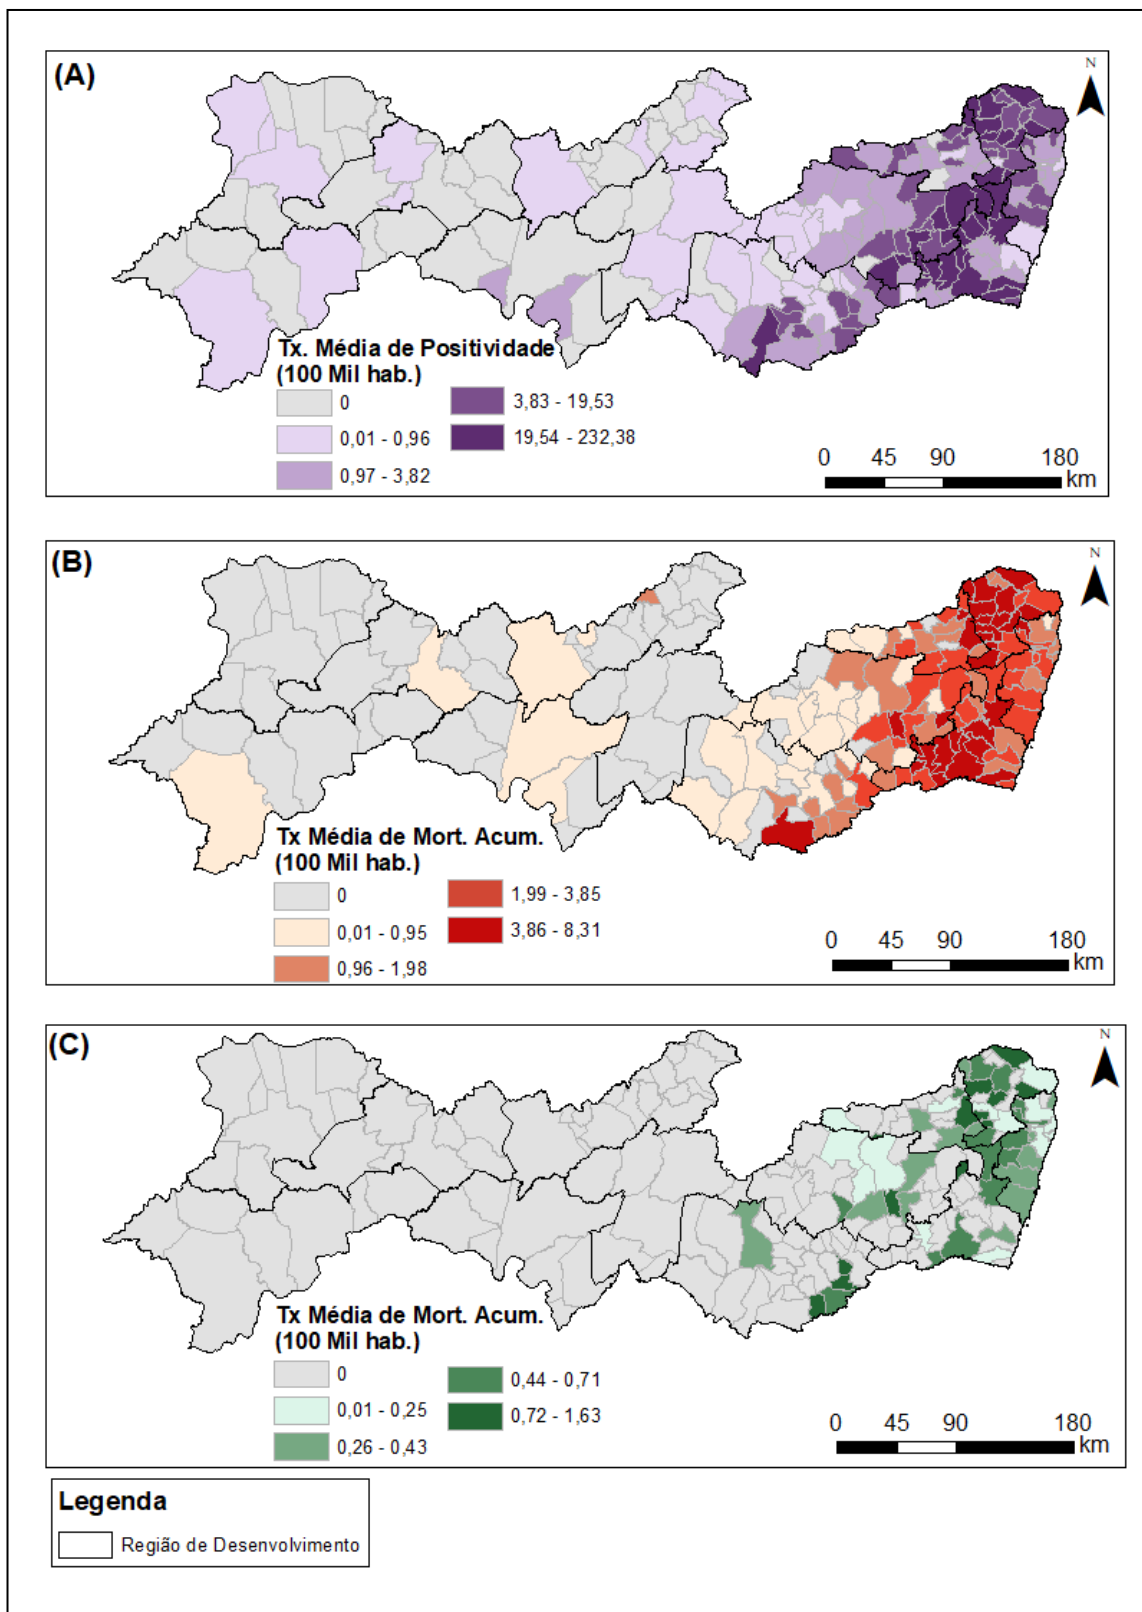 (A)
N
Tx. Média de Positividade
(100 Mil hab.)
0
0,01 - 0,96
0,97 - 3,82
3,83 - 19,53
19,54 - 232,38
0 45 90 180
km
(B)
N
Tx Média de Mort. Acum.
(100 Mil hab.)
0
0,01 - 0,95
0,96 - 1,98
1,99 - 3,85
3,86 - 8,31
0 45 90 180
km
(C)
N
Tx Média de Mort. Acum.
(100 Mil hab.)
0
0,01 - 0,25
0,26 - 0,43
0,44 - 0,71
0,72 - 1,63
0 45 90 180
km
Legenda
Região de Desenvolvimento